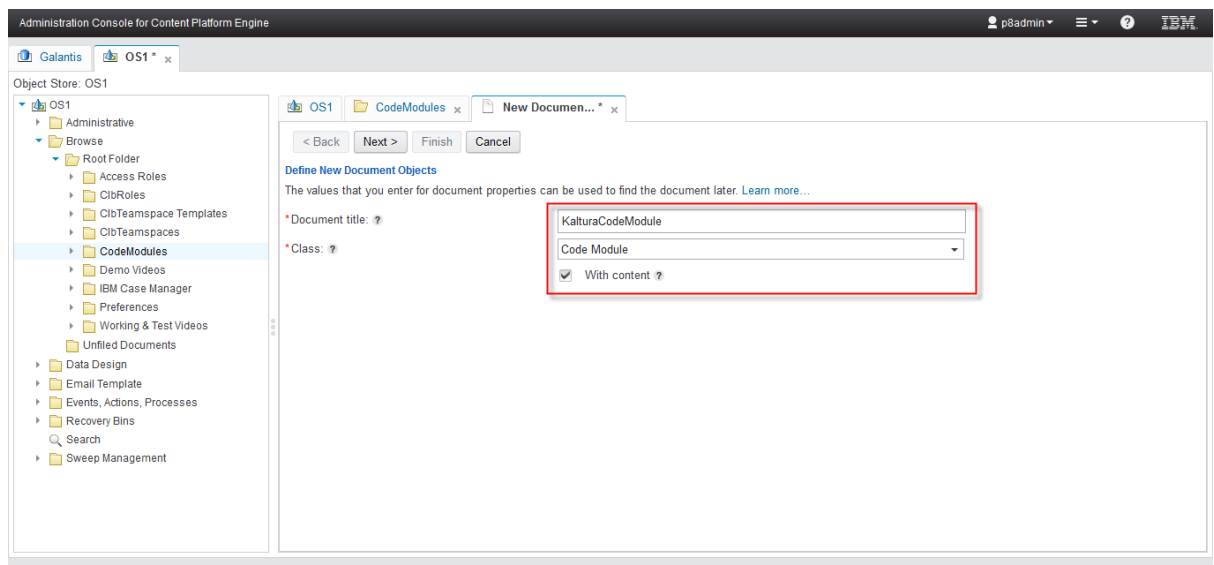 Administration Console for Content Platform Engine
p8admin
?
IBM.
Galantis
OS1 *
x
Object Store: OS1
OS1
Administrative
Browse
Root Folder
Access Roles
ClbRoles
ClbTeamspace Templates
ClbTeamspaces
CodeModules
Demo Videos
IBM Case Manager
Preferences
Working & Test Videos
Unfiled Documents
Data Design
Email Template
Events, Actions, Processes
Recovery Bins
Search
Sweep Management
OS1
CodeModules x
New Documen... * x
< Back Next > Finish Cancel
Define New Document Objects
The values that you enter for document properties can be used to find the document later. Learn more...
*Document title: ?
KalturaCodeModule
*Class: ?
Code Module
With content ?